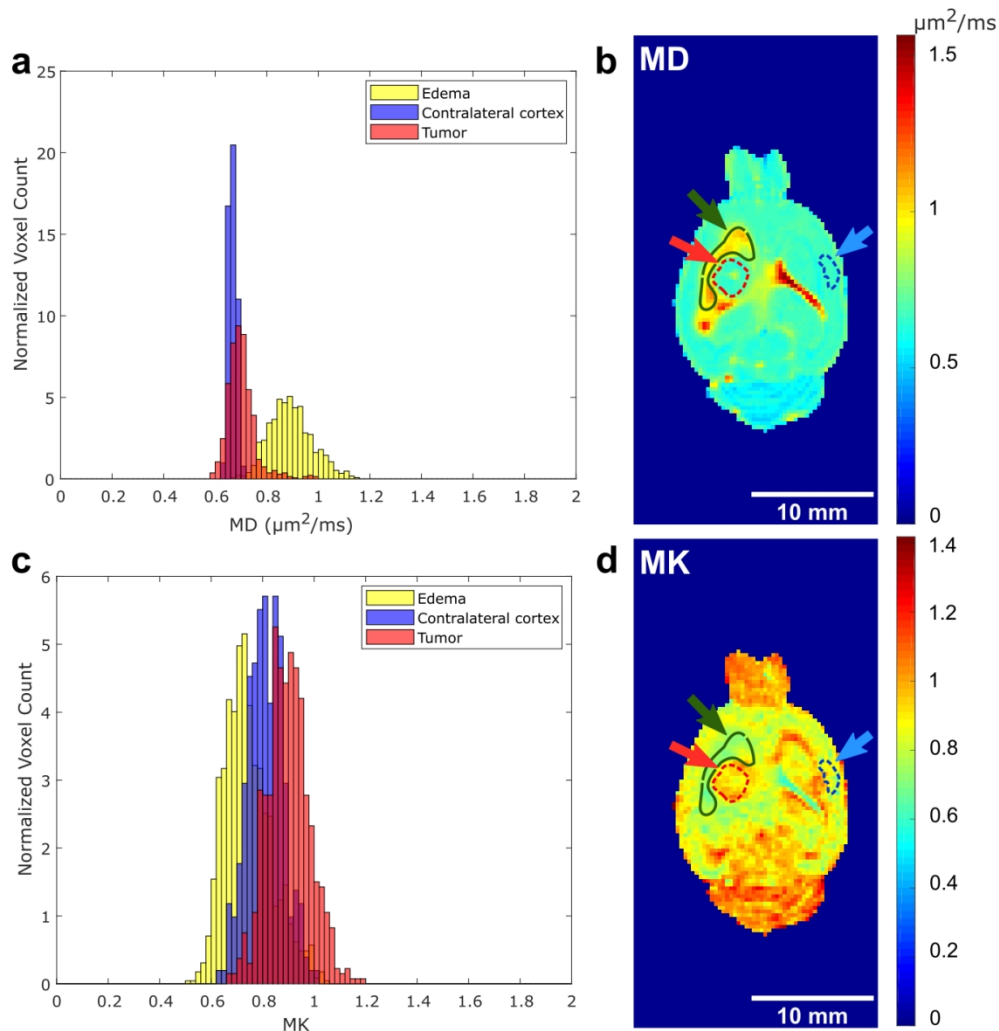 a
25
20
15
10
5
0
Normalized Voxel Count
Edema
Contralateral cortex
Tumor
0 0.2 0.4 0.6 0.8 1 1.2 1.4 1.6 1.8 2
MD (µm²/ms)
b MD
10 mm
µm²/ms
1.5
1
0.5
0
c
6
5
4
3
2
1
0
Normalized Voxel Count
Edema
Contralateral cortex
Tumor
0 0.2 0.4 0.6 0.8 1 1.2 1.4 1.6 1.8 2
MK
d MK
10 mm
1.4
1.2
1
0.8
0.6
0.4
0.2
0